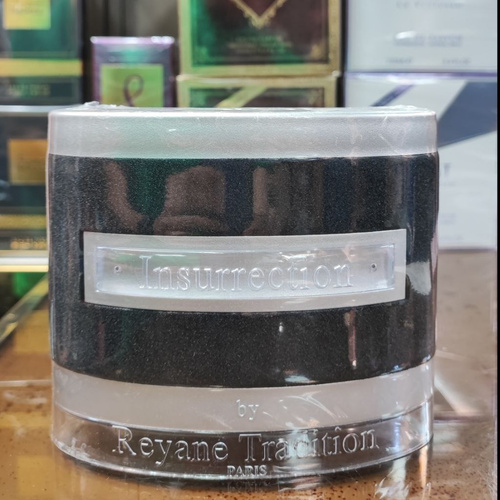 Insurrection
by
Reyane Tradition
PARIS